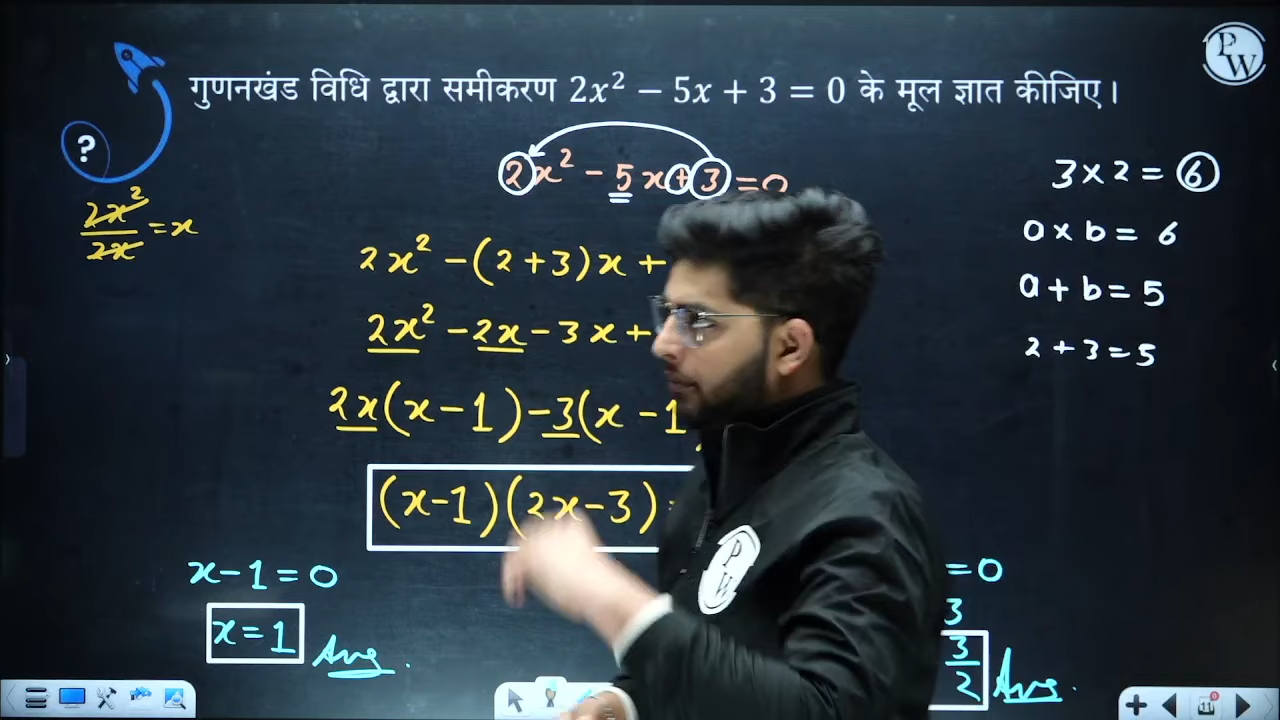 गुणनखंड विधि द्वारा समीकरण 2x² − 5x + 3 = 0 के मूल ज्ञात कीजिए।
PW
?
2x² − 5x + 3 = 0
3 × 2 = 6
2x²/2x = x
a × b = 6
2x² − (2 + 3)x +
a + b = 5
2x² − 2x − 3x +
2 + 3 = 5
2x(x − 1) − 3(x − 1
(x − 1)(2x − 3) =
PW
x − 1 = 0
= 0
3
x = 1 Ans.
3/2 Ans.
11